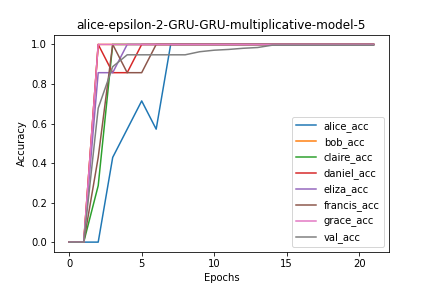 alice-epsilon-2-GRU-GRU-multiplicative-model-5
1.0
0.8
0.6
0.4
0.2
0.0
Accuracy
0
5
10
15
20
Epochs
alice_acc
bob_acc
claire_acc
daniel_acc
eliza_acc
francis_acc
grace_acc
val_acc